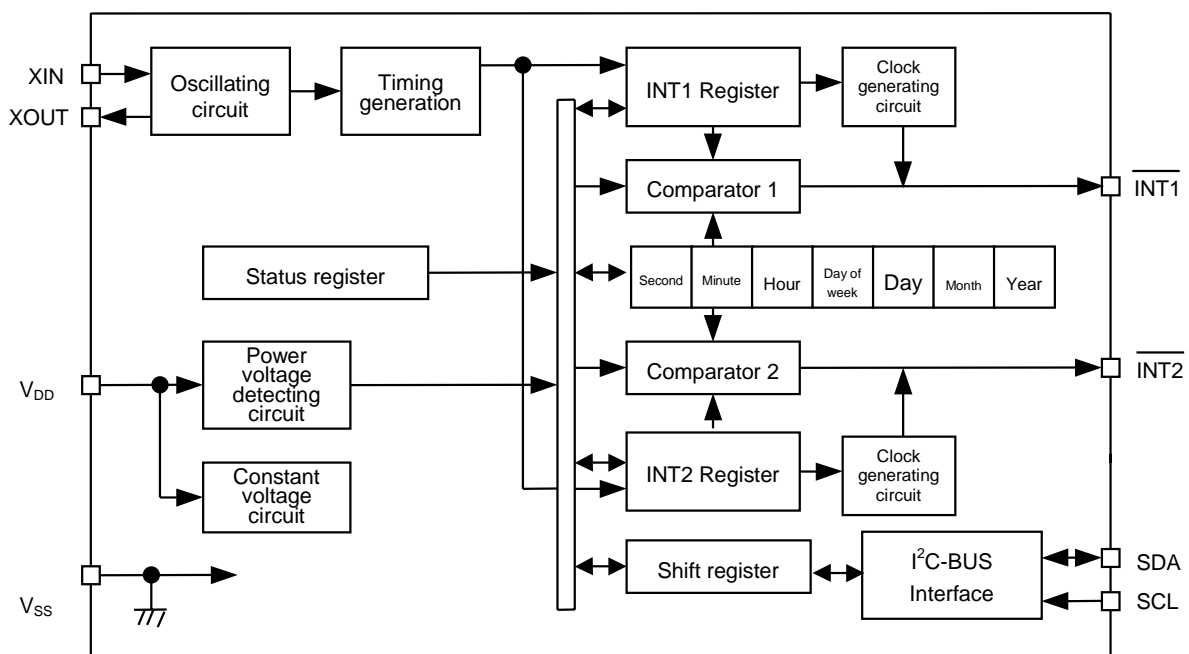 XIN
XOUT
Oscillating
circuit
Timing
generation
INT1 Register
Clock
generating
circuit
Comparator 1
INT1
Status register
Second
Minute
Hour
Day of
week
Day
Month
Year
VDD
Power
voltage
detecting
circuit
Comparator 2
INT2
Constant
voltage
circuit
INT2 Register
Clock
generating
circuit
VSS
Shift register
I²C-BUS
Interface
SDA
SCL